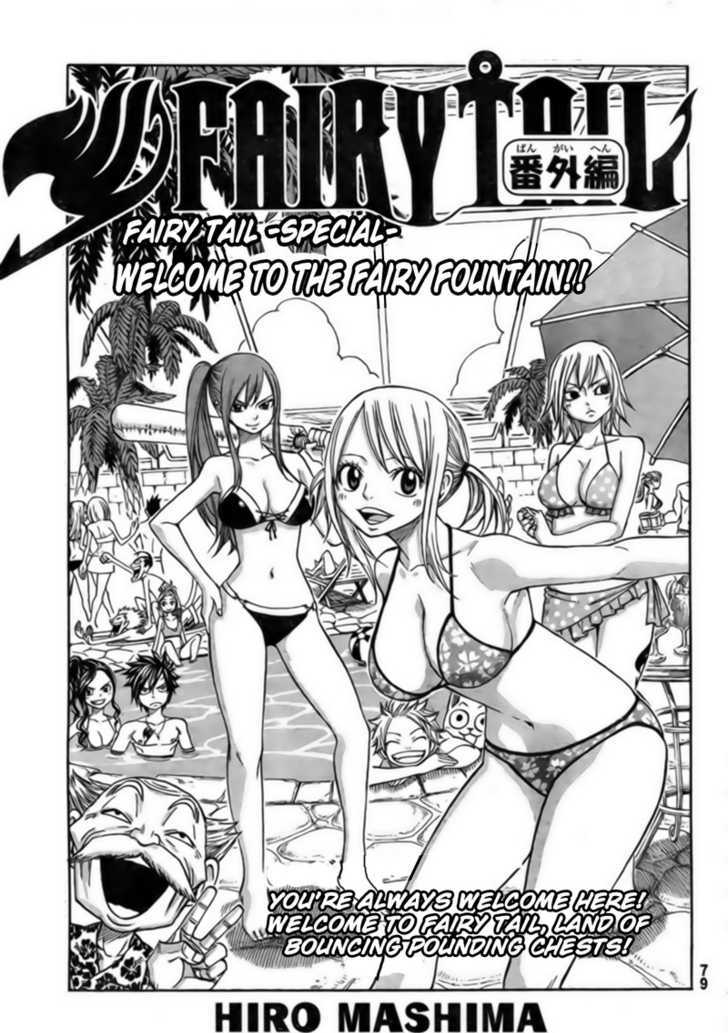 FAIRY TAIL
ばん がい へん
番外編
FAIRY TAIL -SPECIAL-
WELCOME TO THE FAIRY FOUNTAIN!!
YOU'RE ALWAYS WELCOME HERE!
WELCOME TO FAIRY TAIL, LAND OF
BOUNCING POUNDING CHESTS!
79
HIRO MASHIMA